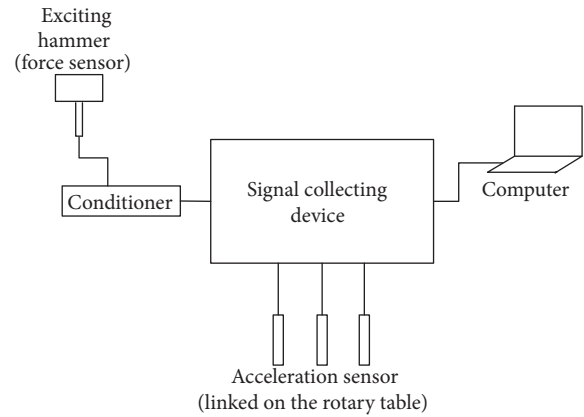 Exciting
hammer
(force sensor)
Conditioner
Signal collecting
device
Computer
Acceleration sensor
(linked on the rotary table)